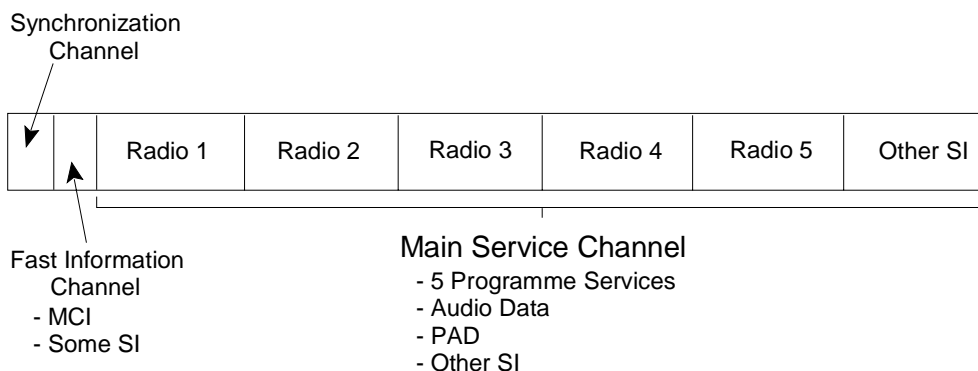 Synchronization
Channel
Radio 1 Radio 2 Radio 3 Radio 4 Radio 5 Other SI
Fast Information
Channel
- MCI
- Some SI
Main Service Channel
- 5 Programme Services
- Audio Data
- PAD
- Other SI